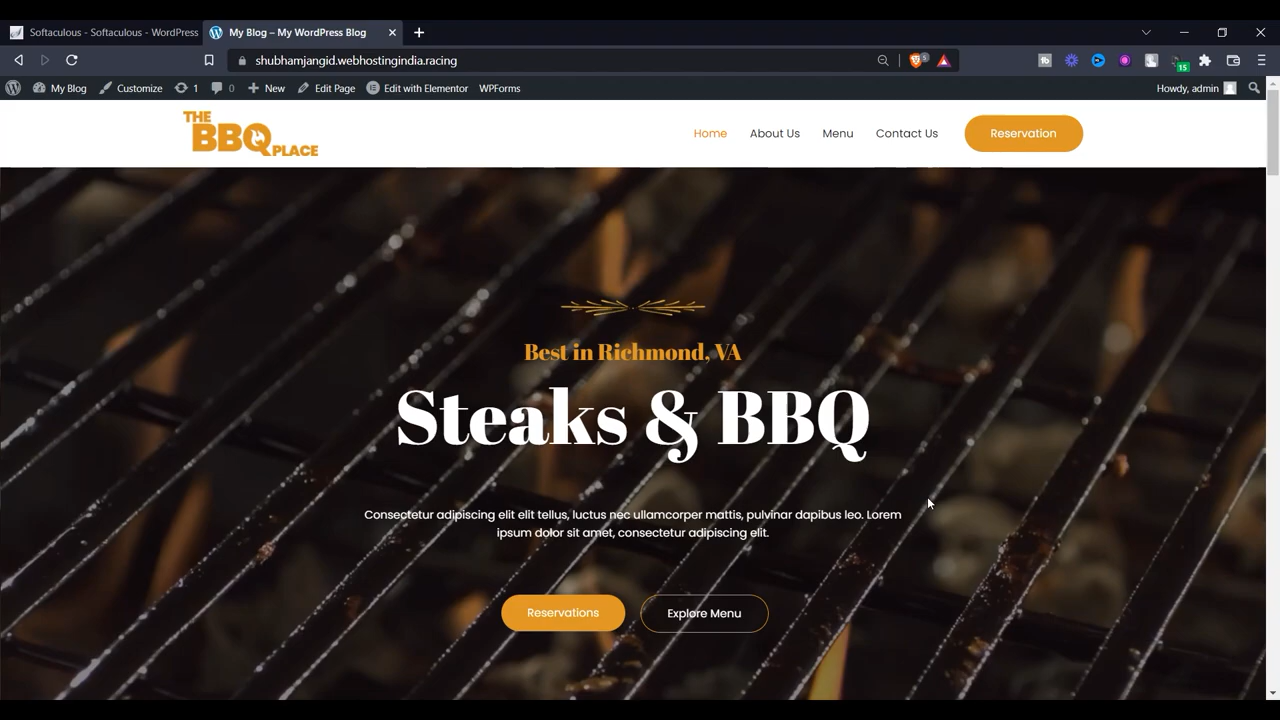 Softaculous - Softaculous - WordPress
My Blog – My WordPress Blog
shubhamjangid.webhostingindia.racing
5
15
My Blog
Customize
1
0
New
Edit Page
Edit with Elementor
WPForms
Howdy, admin
THE
BBQ
PLACE
Home
About Us
Menu
Contact Us
Reservation
Best in Richmond, VA
Steaks & BBQ
Consectetur adipiscing elit elit tellus, luctus nec ullamcorper mattis, pulvinar dapibus leo. Lorem
ipsum dolor sit amet, consectetur adipiscing elit.
Reservations
Explore Menu